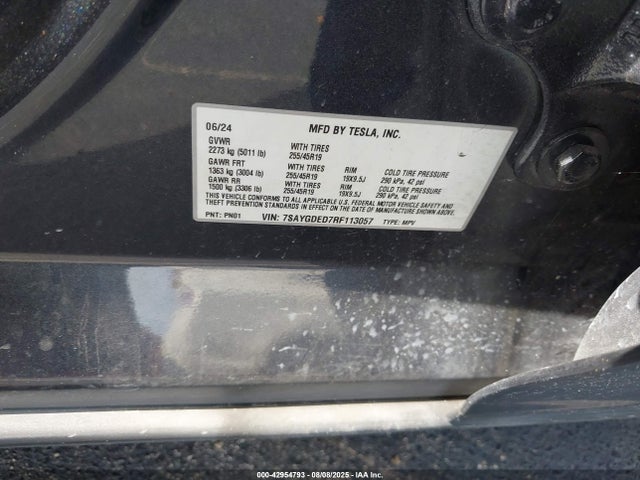 06/24 MFD BY TESLA, INC.
GVWR
2273 kg (5011 lb) WITH TIRES 255/45R19
GAWR FRT
1363 kg (3004 lb) WITH TIRES 255/45R19 RIM 19X9.5J COLD TIRE PRESSURE 290 kPa, 42 psi
GAWR RR
1500 kg (3306 lb) WITH TIRES 255/45R19 RIM 19X9.5J COLD TIRE PRESSURE 290 kPa, 42 psi
THIS VEHICLE CONFORMS TO ALL APPLICABLE U.S. FEDERAL MOTOR
VEHICLE SAFETY STANDARDS IN EFFECT ON THE DATE OF MANUFACTURE SHOWN
ABOVE.
PNT: PN01 VIN: 7SAYGDED7RF113057 TYPE: MPV
000-42954793 - 08/08/2025 - IAA Inc.